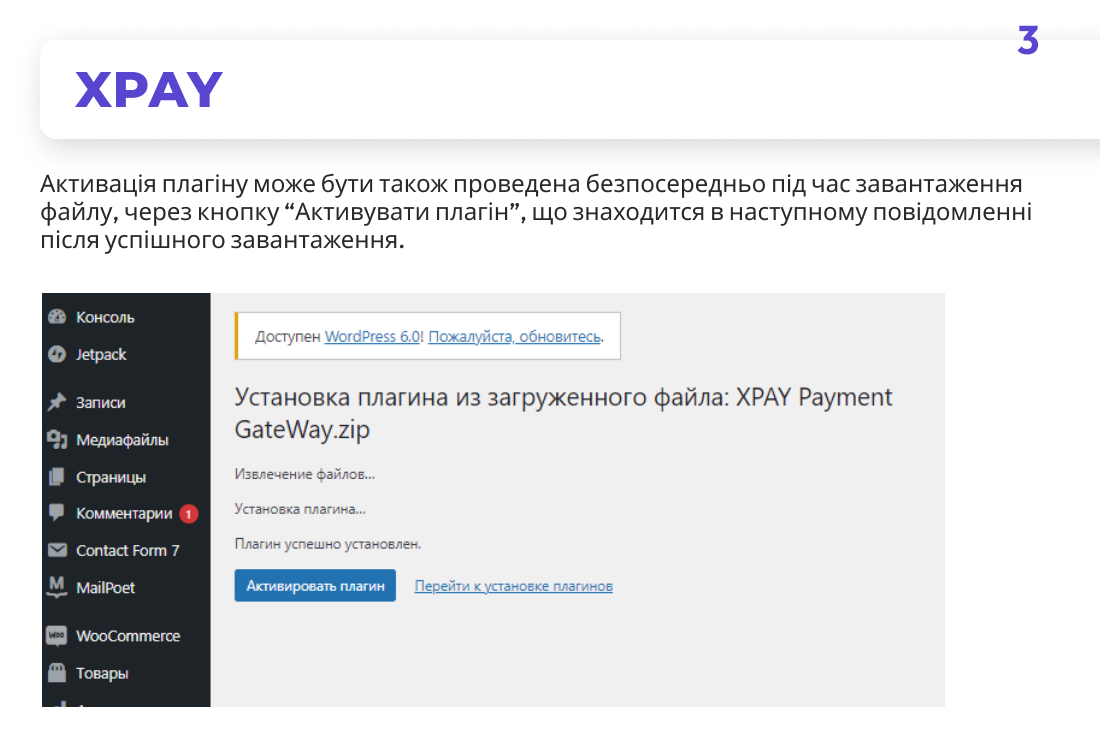 3
XPAY
Активація плагіну може бути також проведена безпосередньо під час завантаження
файлу, через кнопку “Активувати плагін”, що знаходится в наступному повідомленні
після успішного завантаження.
Консоль
Jetpack
Записи
Медиафайлы
Страницы
Комментарии 1
Contact Form 7
MailPoet
WooCommerce
Товары
Доступен WordPress 6.0! Пожалуйста, обновитесь.
Установка плагина из загруженного файла: XPAY Payment
GateWay.zip
Извлечение файлов...
Установка плагина...
Плагин успешно установлен.
Активировать плагин Перейти к установке плагинов